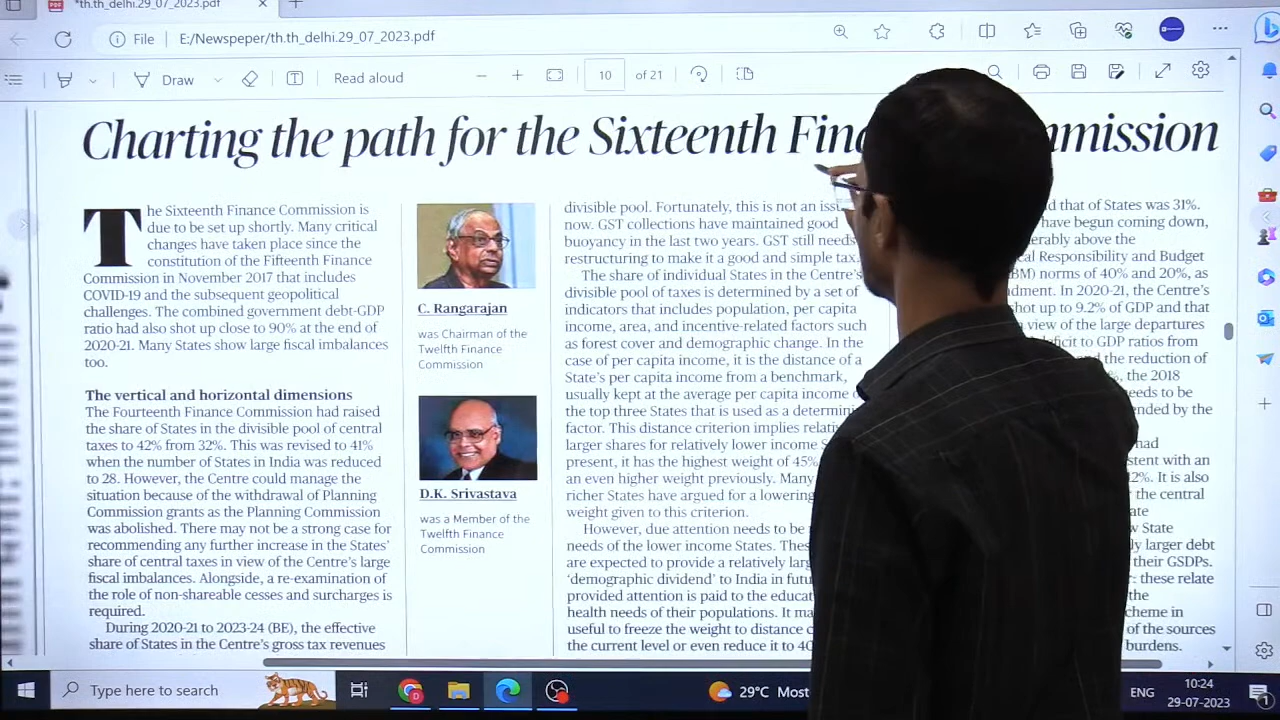 *th.th_delhi.29_07_2023.pdf
File
E:/Newspeper/th.th_delhi.29_07_2023.pdf
Draw
Read aloud
10 of 21
Charting the path for the Sixteenth
The Sixteenth Finance Commission is
due to be set up shortly. Many critical
changes have taken place since the
constitution of the Fifteenth Finance
Commission in November 2017 that includes
COVID-19 and the subsequent geopolitical
challenges. The combined government debt-GDP
ratio had also shot up close to 90% at the end of
2020-21. Many States show large fiscal imbalances
too.
The vertical and horizontal dimensions
The Fourteenth Finance Commission had raised
the share of States in the divisible pool of central
taxes to 42% from 32%. This was revised to 41%
when the number of States in India was reduced
to 28. However, the Centre could manage the
situation because of the withdrawal of Planning
Commission grants as the Planning Commission
was abolished. There may not be a strong case for
recommending any further increase in the States’
share of central taxes in view of the Centre’s large
fiscal imbalances. Alongside, a re-examination of
the role of non-shareable cesses and surcharges is
required.
During 2020-21 to 2023-24 (BE), the effective
share of States in the Centre’s gross tax revenues
C. Rangarajan
was Chairman of the
Twelfth Finance
Commission
D.K. Srivastava
was a Member of the
Twelfth Finance
Commission
divisible pool. Fortunately, this is not an
now. GST collections have maintained good
buoyancy in the last two years. GST still needs
restructuring to make it a good and simple tax.
The share of individual States in the Centre’s
divisible pool of taxes is determined by a set of
indicators that includes population, per capita
income, area, and incentive-related factors such
as forest cover and demographic change. In the
case of per capita income, it is the distance of a
State’s per capita income from a benchmark,
usually kept at the average per capita income
the top three States that is used as a
factor. This distance criterion implies
larger shares for relatively lower income
present, it has the highest weight of 45%
an even higher weight previously. Many
richer States have argued for a lowering
weight given to this criterion.
However, due attention needs to be
needs of the lower income States.
are expected to provide a relatively
‘demographic dividend’ to India in
provided attention is paid to the
health needs of their populations. It
useful to freeze the weight to distance
the current level or even reduce it to
that of States was 31%.
have begun coming down,
above the
Responsibility and Budget
norms of 40% and 20%, as
In 2020-21, the Centre’s
shot up to 9.2% of GDP and that
view of the large departures
to GDP ratios from
the reduction of
the 2018
needs to be
by the
had
with an
It is also
the central
State
larger debt
their GSDPs.
these relate
the
in
of the sources
burdens.
Type here to search
29°C
ENG
10:24
29-07-2023
1